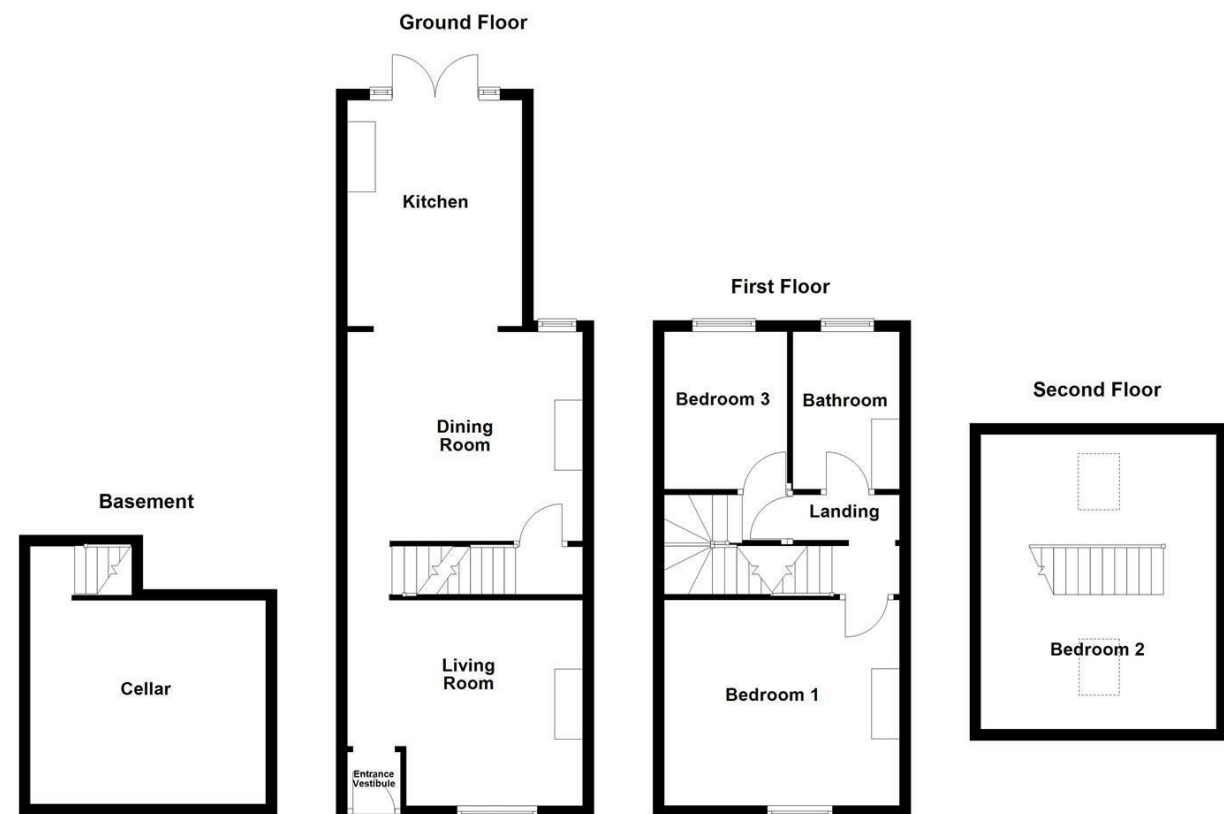 Ground Floor
Kitchen
Dining
Room
Living
Room
Entrance
Vestibule
Basement
Cellar
First Floor
Bedroom 3
Bathroom
Landing
Bedroom 1
Second Floor
Bedroom 2